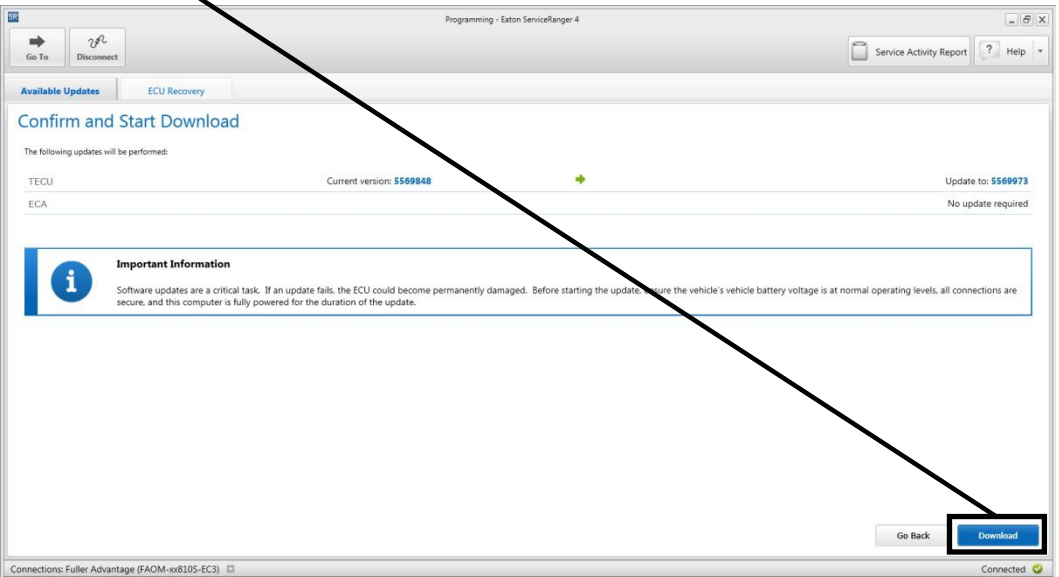 SR
Programming - Eaton ServiceRanger 4
Go To
Disconnect
Service Activity Report
? Help
Available Updates
ECU Recovery
Confirm and Start Download
The following updates will be performed:
TECU Current version: 5569848 Update to: 5569973
ECA No update required
i
Important Information
Software updates are a critical task. If an update fails, the ECU could become permanently damaged. Before starting the update, ensure the vehicle's vehicle battery voltage is at normal operating levels, all connections are
secure, and this computer is fully powered for the duration of the update.
Go Back
Download
Connections: Fuller Advantage (FAOM-xx810S-EC3)
Connected